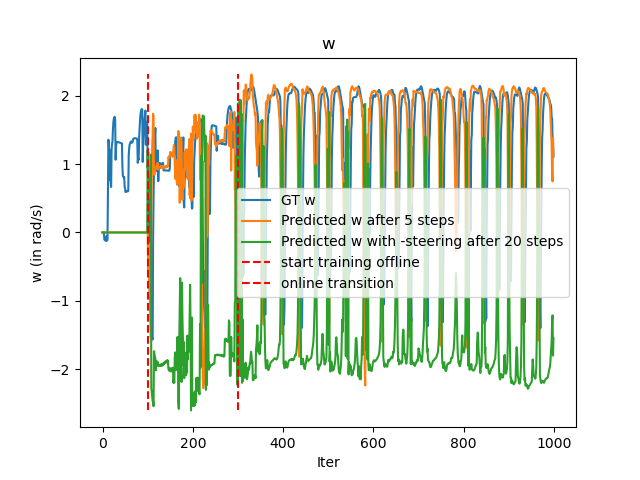 w
w (in rad/s)
2
1
0
−1
−2
GT w
Predicted w after 5 steps
Predicted w with -steering after 20 steps
start training offline
online transition
0
200
400
600
800
1000
Iter